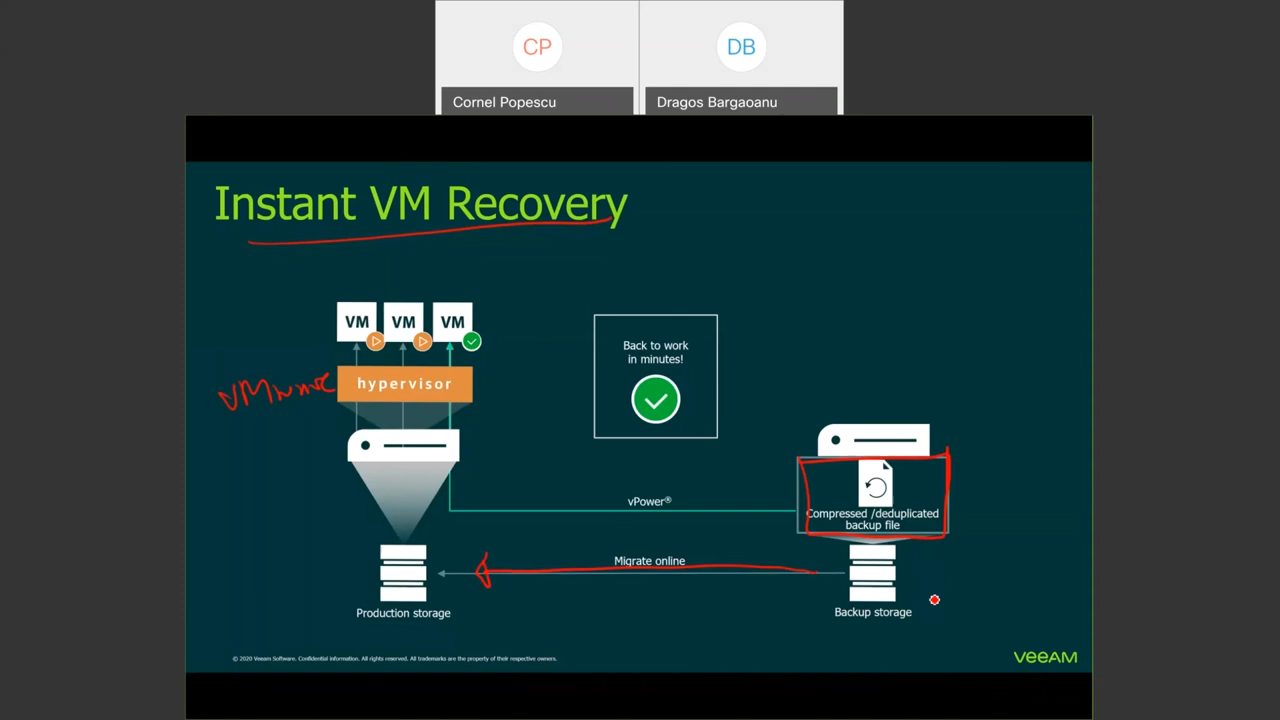 CP
DB
Cornel Popescu
Dragos Bargaoanu
Instant VM Recovery
VM VM VM
Back to work
in minutes!
hypervisor
VMware
vPower®
Compressed /deduplicated
backup file
Migrate online
Production storage
Backup storage
© 2020 Veeam Software. Confidential information. All rights reserved. All trademarks are the property of their respective owners.
VEEAM